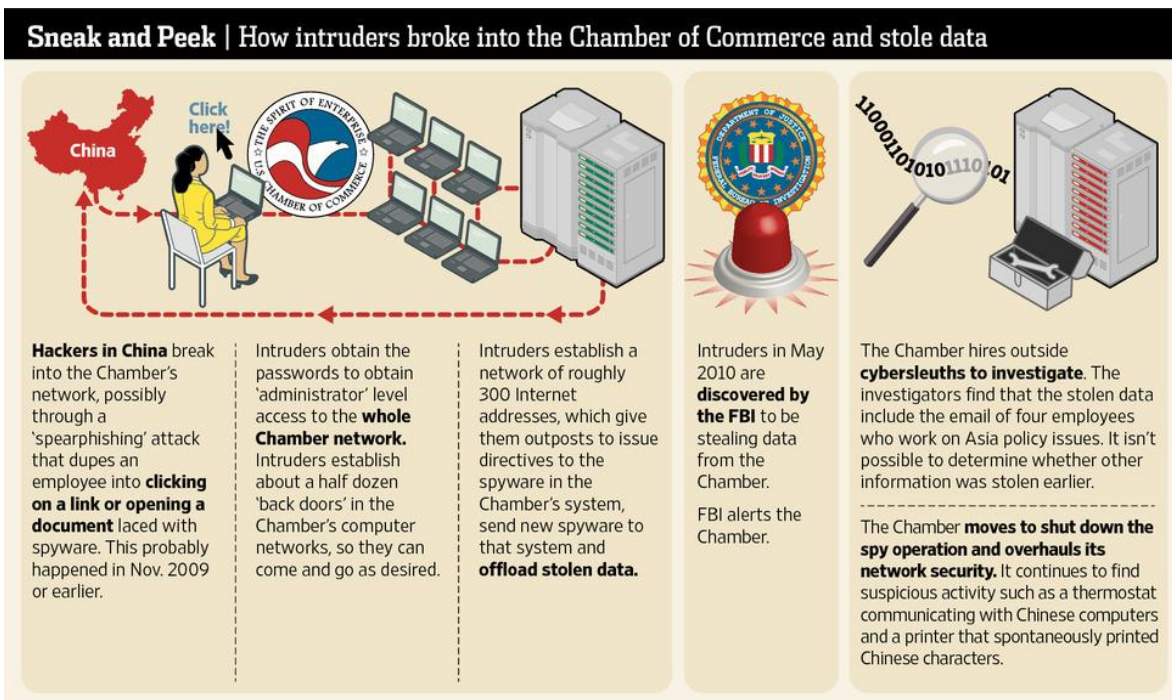 Sneak and Peek | How intruders broke into the Chamber of Commerce and stole data
China
Click
here!
THE SPIRIT OF ENTERPRISE
U.S. CHAMBER OF COMMERCE
DEPARTMENT OF JUSTICE
FEDERAL BUREAU OF INVESTIGATION
110001101010111010101
Hackers in China break
into the Chamber's
network, possibly
through a
‘spearphishing’ attack
that dupes an
employee into clicking
on a link or opening a
document laced with
spyware. This probably
happened in Nov. 2009
or earlier.
Intruders obtain the
passwords to obtain
‘administrator’ level
access to the whole
Chamber network.
Intruders establish
about a half dozen
‘back doors’ in the
Chamber's computer
networks, so they can
come and go as desired.
Intruders establish a
network of roughly
300 Internet
addresses, which give
them outposts to issue
directives to the
spyware in the
Chamber's system,
send new spyware to
that system and
offload stolen data.
Intruders in May
2010 are
discovered by
the FBI to be
stealing data
from the
Chamber.
FBI alerts the
Chamber.
The Chamber hires outside
cybersleuths to investigate. The
investigators find that the stolen data
include the email of four employees
who work on Asia policy issues. It isn't
possible to determine whether other
information was stolen earlier.
The Chamber moves to shut down the
spy operation and overhauls its
network security. It continues to find
suspicious activity such as a thermostat
communicating with Chinese computers
and a printer that spontaneously printed
Chinese characters.